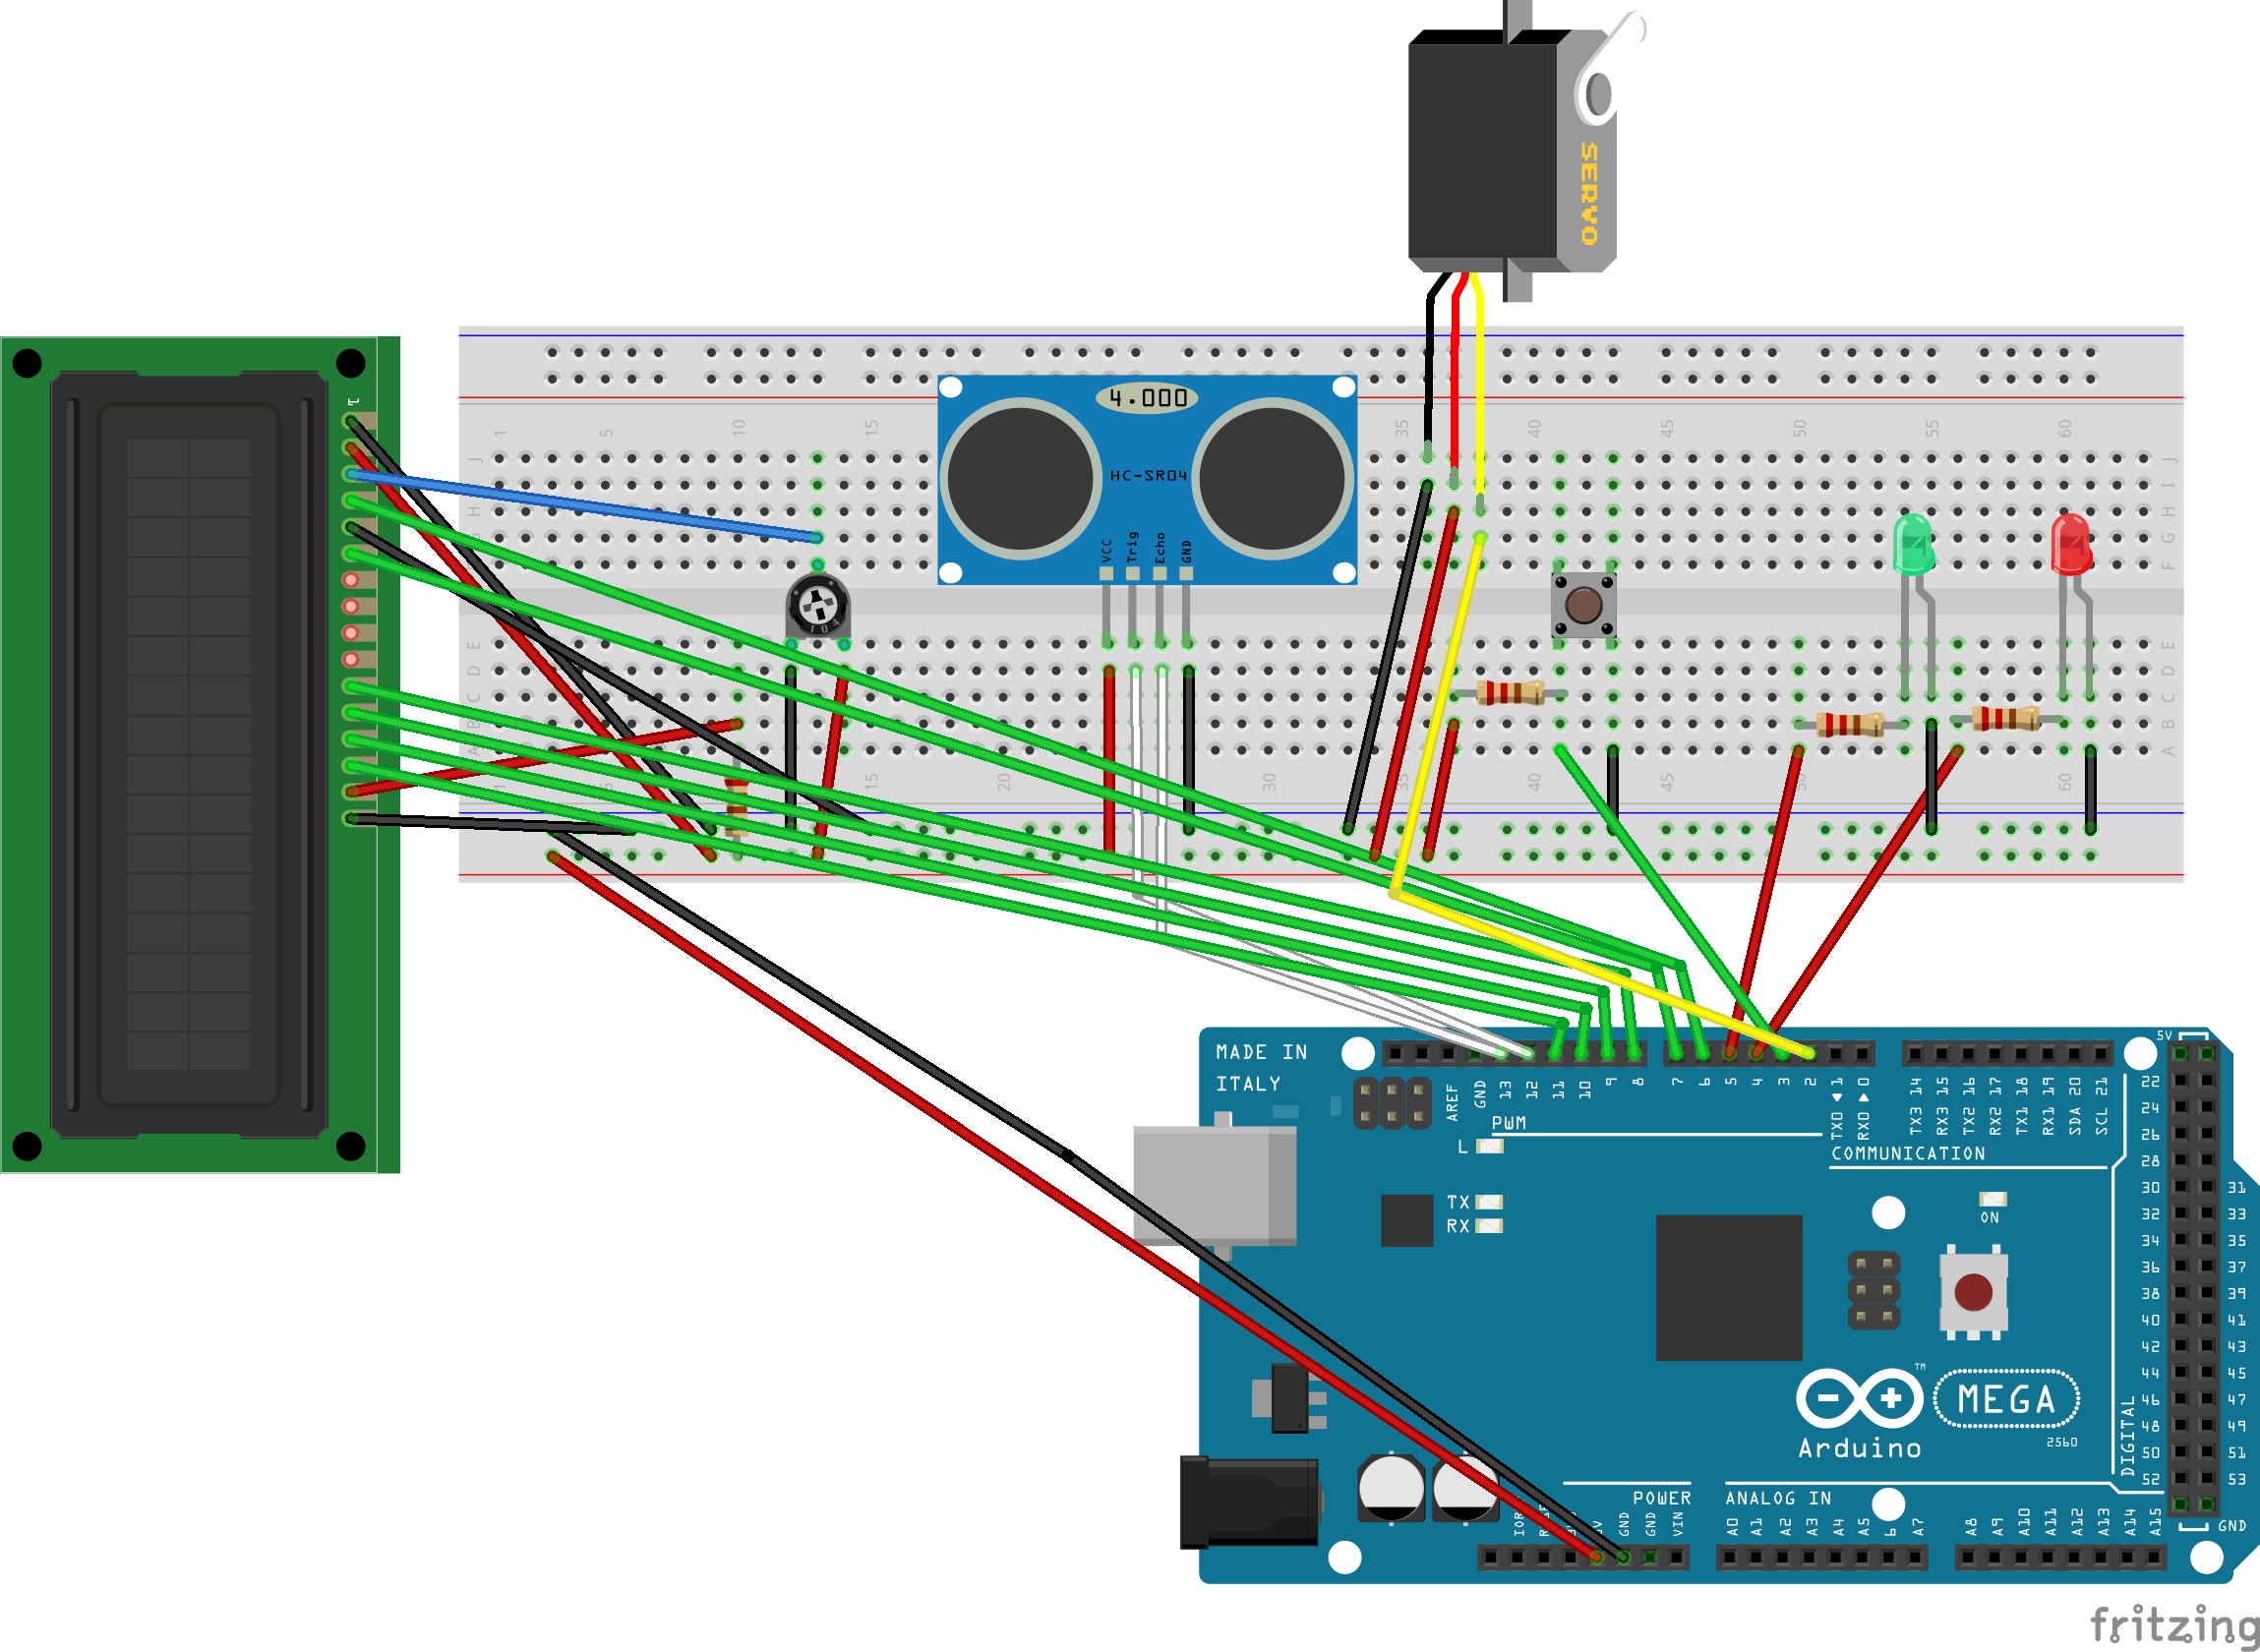 SERVO
1
4.000
1 5 10 15 35 40 45 50 55 60
HC-SR04
J J
I
H H
G
F
VCC Trig Echo GND
104
E E
D D
C C
B B
A A
15 20 30 35 45 50 60
MADE IN
ITALY
5V
AREF GND 13 12 11 10 9 8 7 6 5 4 3 2 TX0 1 RX0 0 TX3 14 RX3 15 TX2 16 RX2 17 TX1 18 RX1 19 SDA 20 SCL 21
PWM
COMMUNICATION
L
TX
RX
ON
22
24
26
28
30 31
32 33
34 35
36 37
38 39
40 41
42 43
44 45
46 47
48 49
50 51
52 53
DIGITAL
TM
MEGA
Arduino
2560
POWER
ANALOG IN
GND GND VIN A0 A1 A2 A3 A4 A5 6 A7 A8 A9 A10 A11 A12 A13 A14 A15
GND
fritzing